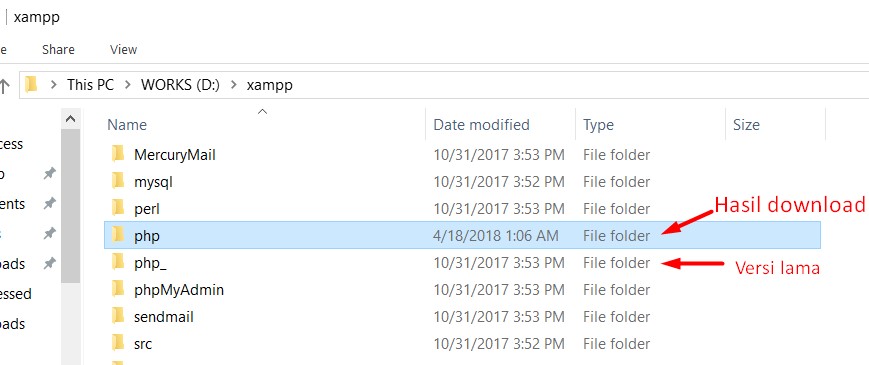 xampp
e Share View
This PC WORKS (D:) xampp
Name Date modified Type Size
cess MercuryMail 10/31/2017 3:53 PM File folder
p mysql 10/31/2017 3:52 PM File folder
ents perl 10/31/2017 3:53 PM File folder
Hasil download
s php 4/18/2018 1:06 AM File folder
oads php_ 10/31/2017 3:53 PM File folder
Versi lama
essed phpMyAdmin 10/31/2017 3:53 PM File folder
oads sendmail 10/31/2017 3:53 PM File folder
src 10/31/2017 3:52 PM File folder